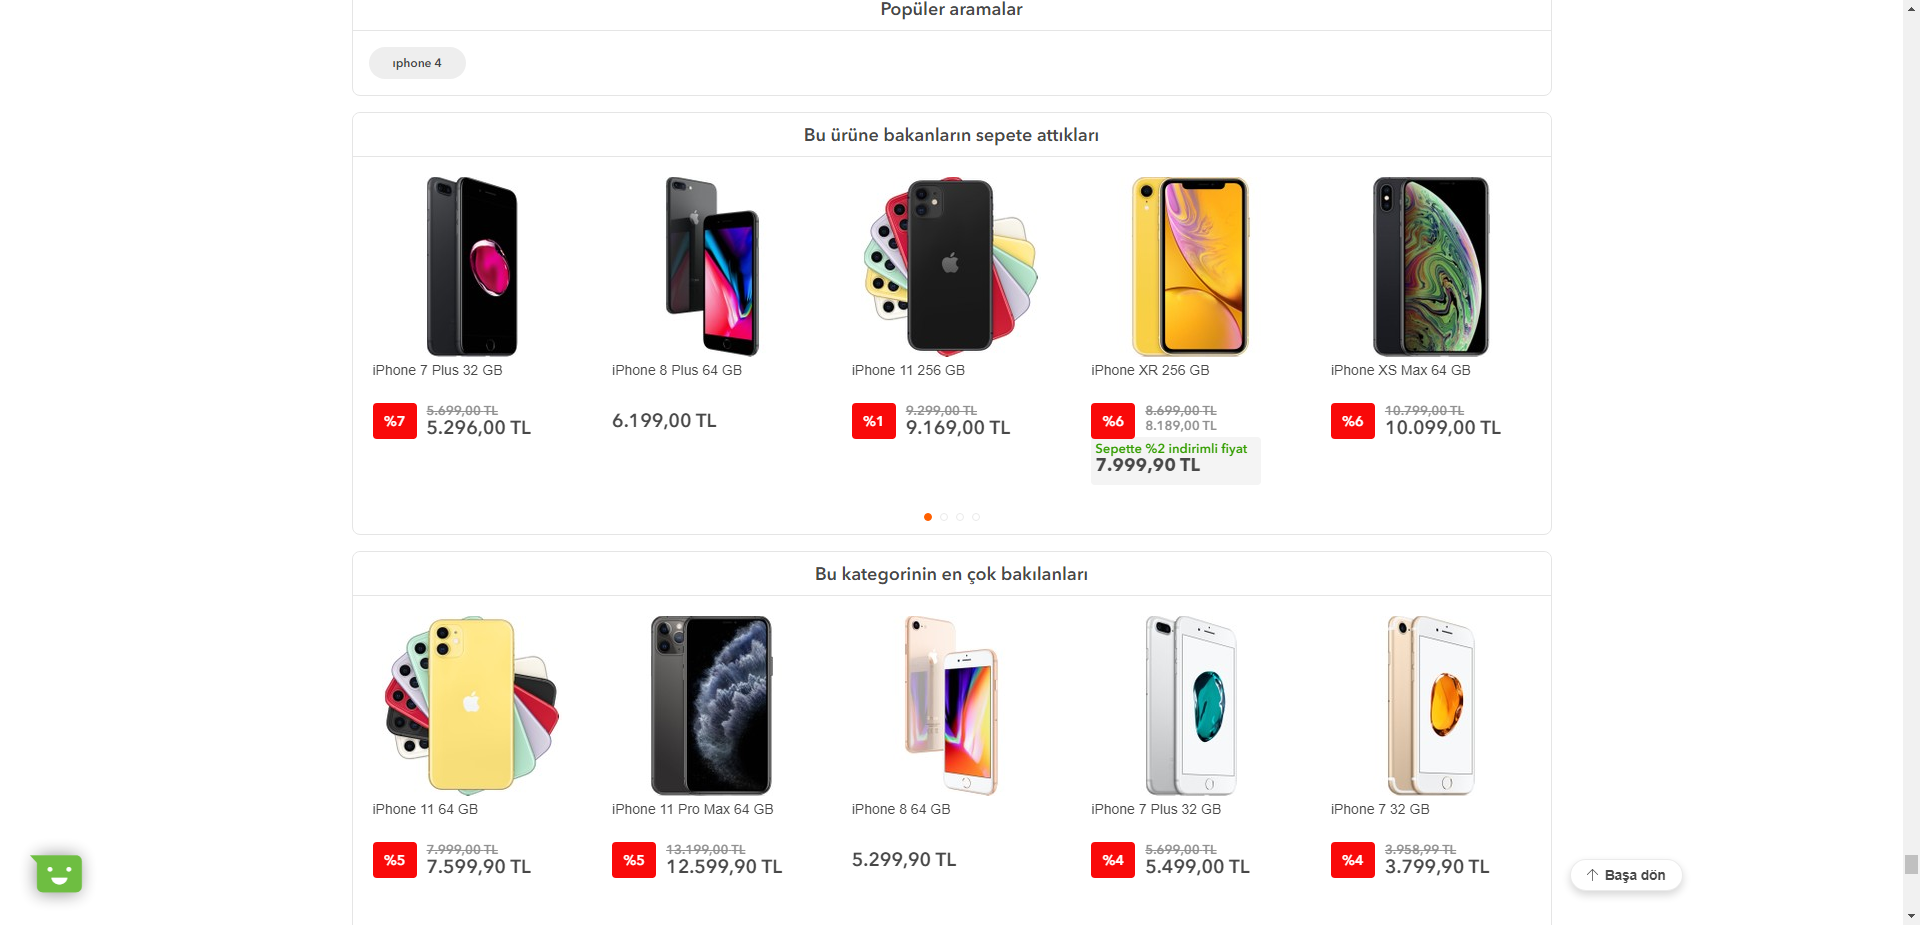 Popüler aramalar
ıphone 4
Bu ürüne bakanların sepete attıkları
iPhone 7 Plus 32 GB
%7
5.699,00 TL
5.296,00 TL
iPhone 8 Plus 64 GB
6.199,00 TL
iPhone 11 256 GB
%1
9.299,00 TL
9.169,00 TL
iPhone XR 256 GB
%6
8.699,00 TL
8.189,00 TL
Sepette %2 indirimli fiyat
7.999,90 TL
iPhone XS Max 64 GB
%6
10.799,00 TL
10.099,00 TL
Bu kategorinin en çok bakılanları
iPhone 11 64 GB
%5
7.999,00 TL
7.599,90 TL
iPhone 11 Pro Max 64 GB
%5
13.199,00 TL
12.599,90 TL
iPhone 8 64 GB
5.299,90 TL
iPhone 7 Plus 32 GB
%4
5.699,00 TL
5.499,00 TL
iPhone 7 32 GB
%4
3.958,99 TL
3.799,90 TL
Başa dön